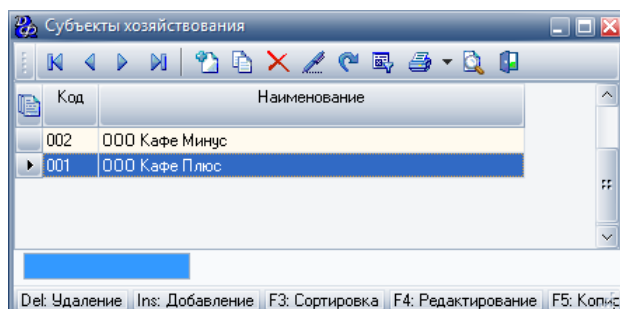 Субъекты хозяйствования
Код Наименование
002 ООО Кафе Минус
001 ООО Кафе Плюс
Del: Удаление Ins: Добавление F3: Сортировка F4: Редактирование F5: